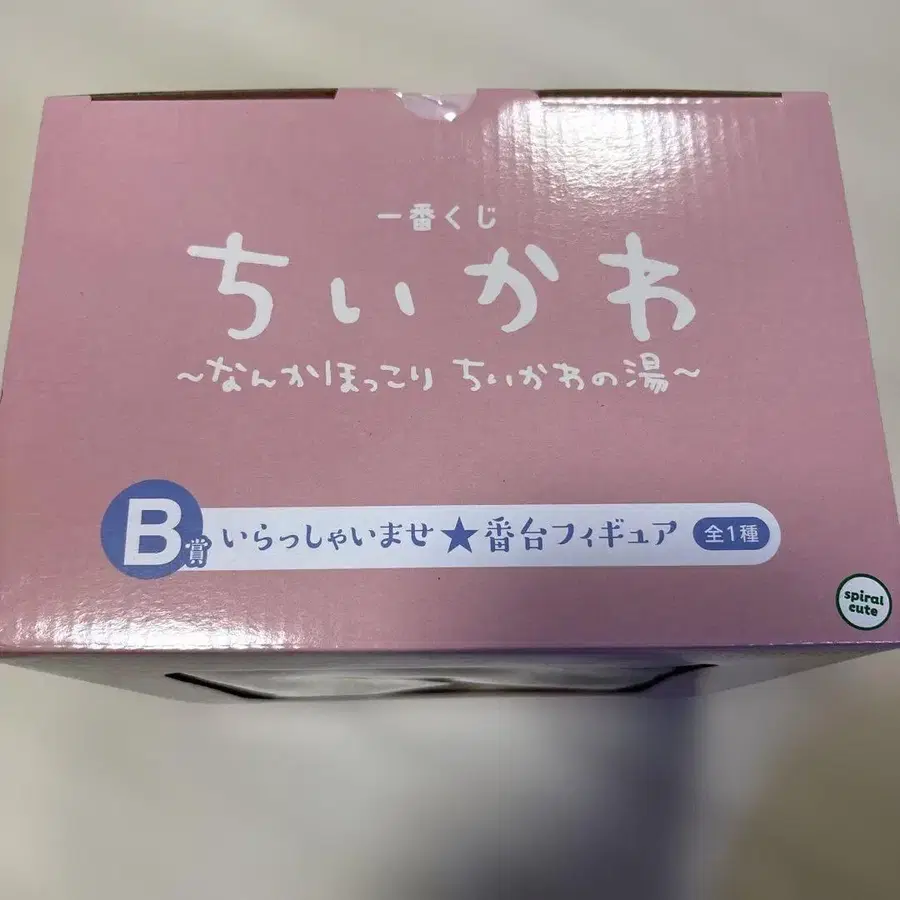 一番くじ
ちいかわ
～なんかほっこり ちいかわの湯～
B賞 いらっしゃいませ★番台フィギュア 全1種
spiral
cute